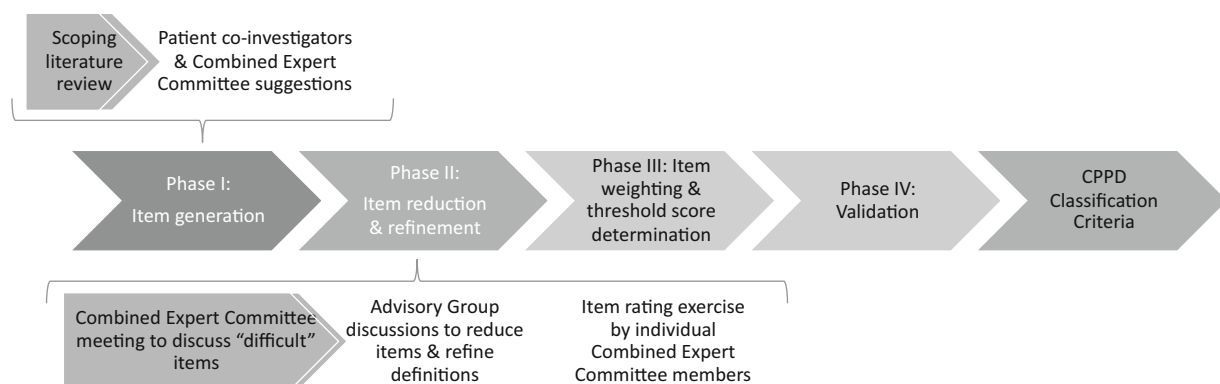 Scoping
literature
review
Patient co-investigators
& Combined Expert
Committee suggestions
Phase I:
Item generation
Phase II:
Item reduction
& refinement
Phase III: Item
weighting &
threshold score
determination
Phase IV:
Validation
CPPD
Classification
Criteria
Combined Expert Committee
meeting to discuss “difficult”
items
Advisory Group
discussions to reduce
items & refine
definitions
Item rating exercise
by individual
Combined Expert
Committee members